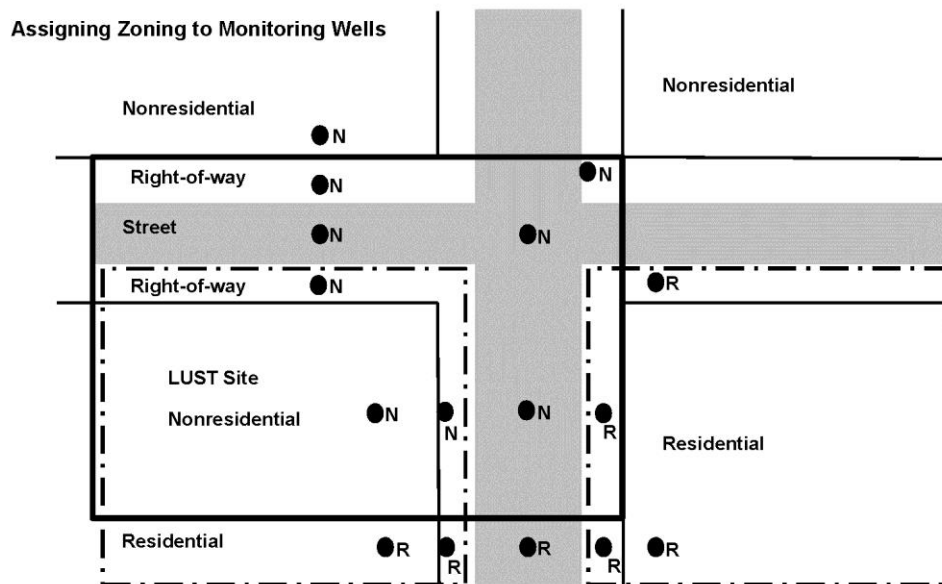 Assigning Zoning to Monitoring Wells
Nonresidential
Nonresidential
N
Right-of-way
N
N
Street
N
N
Right-of-way
N
R
LUST Site
Nonresidential
N
N
N
R
Residential
Residential
R
R
R
R
R